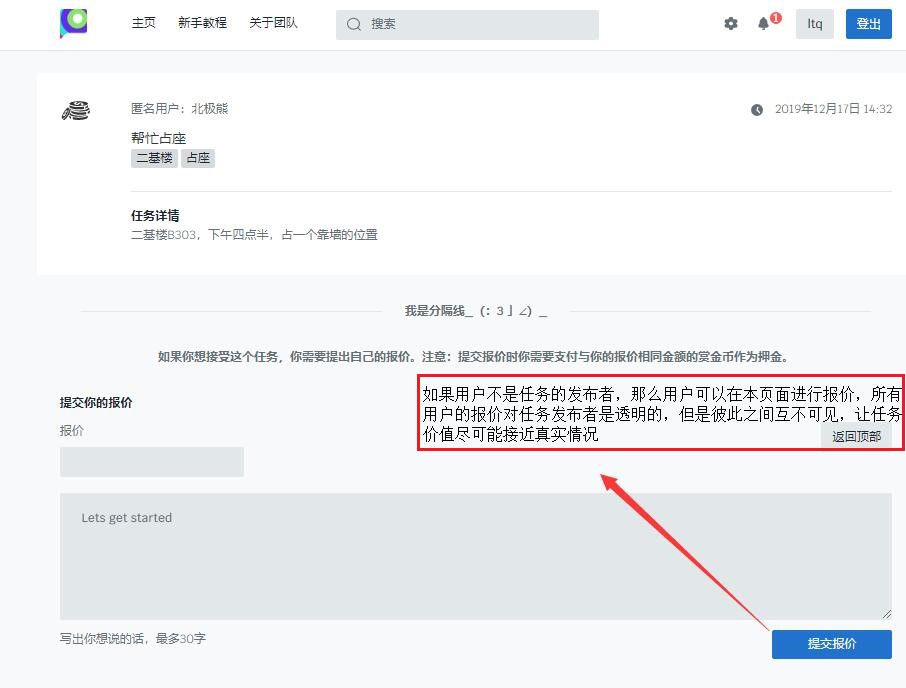 主页 新手教程 关于团队 搜索 1 ltq 登出
匿名用户：北极熊 2019年12月17日 14:32
帮忙占座
二基楼 占座
任务详情
二基楼B303，下午四点半，占一个靠墙的位置
我是分隔线_（：3 」∠）_
如果你想接受这个任务，你需要提出自己的报价。注意：提交报价时你需要支付与你的报价相同金额的赏金币作为押金。
如果用户不是任务的发布者，那么用户可以在本页面进行报价，所有
用户的报价对任务发布者是透明的，但是彼此之间互不可见，让任务
价值尽可能接近真实情况
返回顶部
提交你的报价
报价
Lets get started
写出你想说的话，最多30字
提交报价